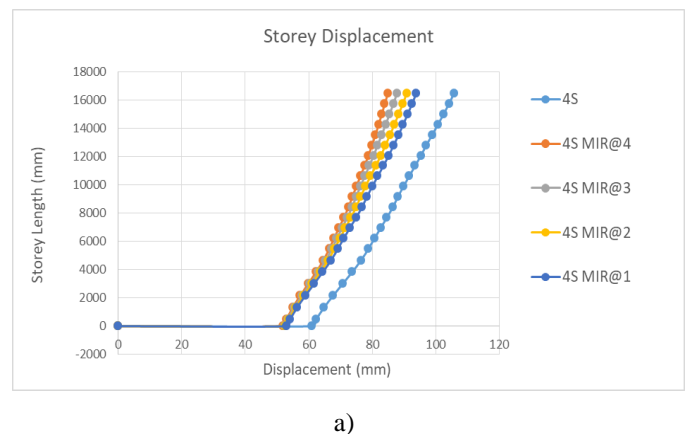 Storey Displacement
Storey Length (mm)
18000
16000
14000
12000
10000
8000
6000
4000
2000
0
-2000
0 20 40 60 80 100 120
Displacement (mm)
4S
4S MIR@4
4S MIR@3
4S MIR@2
4S MIR@1
a)